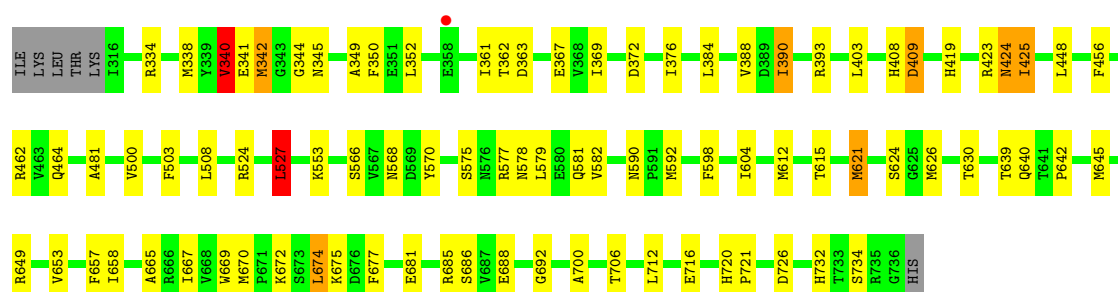 ILE LYS LEU THR LYS I316 R334 M338 Y339 V340 E341 M342 G343 G344 N345 A349 F350 E351 L352 E358 I361 T362 D363 E367 V368 I369 D372 I376 L384 V388 D389 I390 R393 L403 H408 D409 H419 R423 N424 I425 L448 F456
R462 V463 Q464 A481 V500 F503 L508 R524 L527 K553 S566 V567 N568 D569 Y570 S575 N576 R577 N578 L579 E580 Q581 V582 N590 P591 M592 F598 I604 M612 T615 M621 S624 G625 M626 T630 T639 Q640 T641 P642 M645
R649 V653 F657 I658 A665 R666 I667 V668 W669 M670 P671 K672 S673 L674 K675 D676 F677 E681 R685 S686 V687 E688 G692 A700 T706 L712 E716 H720 P721 D726 H732 T733 S734 R735 G736 HIS